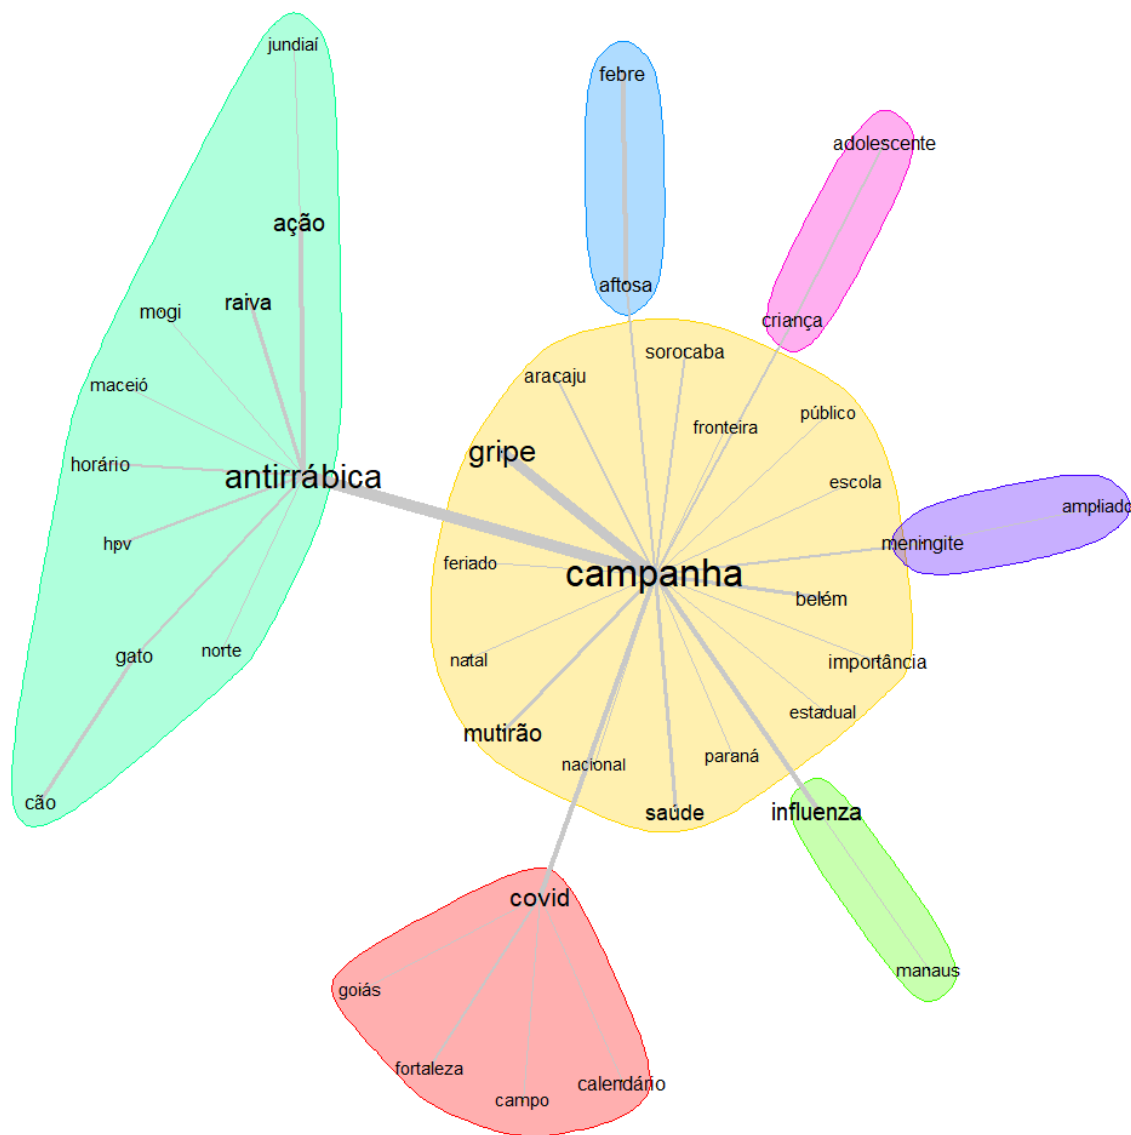 jundiaí
febre
adolescente
ação
aftosa
raiva
mogi
criança
sorocaba
aracaju
maceió
público
fronteira
gripe
horário
antirrábica
escola
ampliado
hpv
meningite
feriado
campanha
belém
norte
gato
natal
importância
estadual
mutirão
paraná
nacional
cão
saúde
influenza
covid
manaus
goiás
fortaleza
calendário
campo